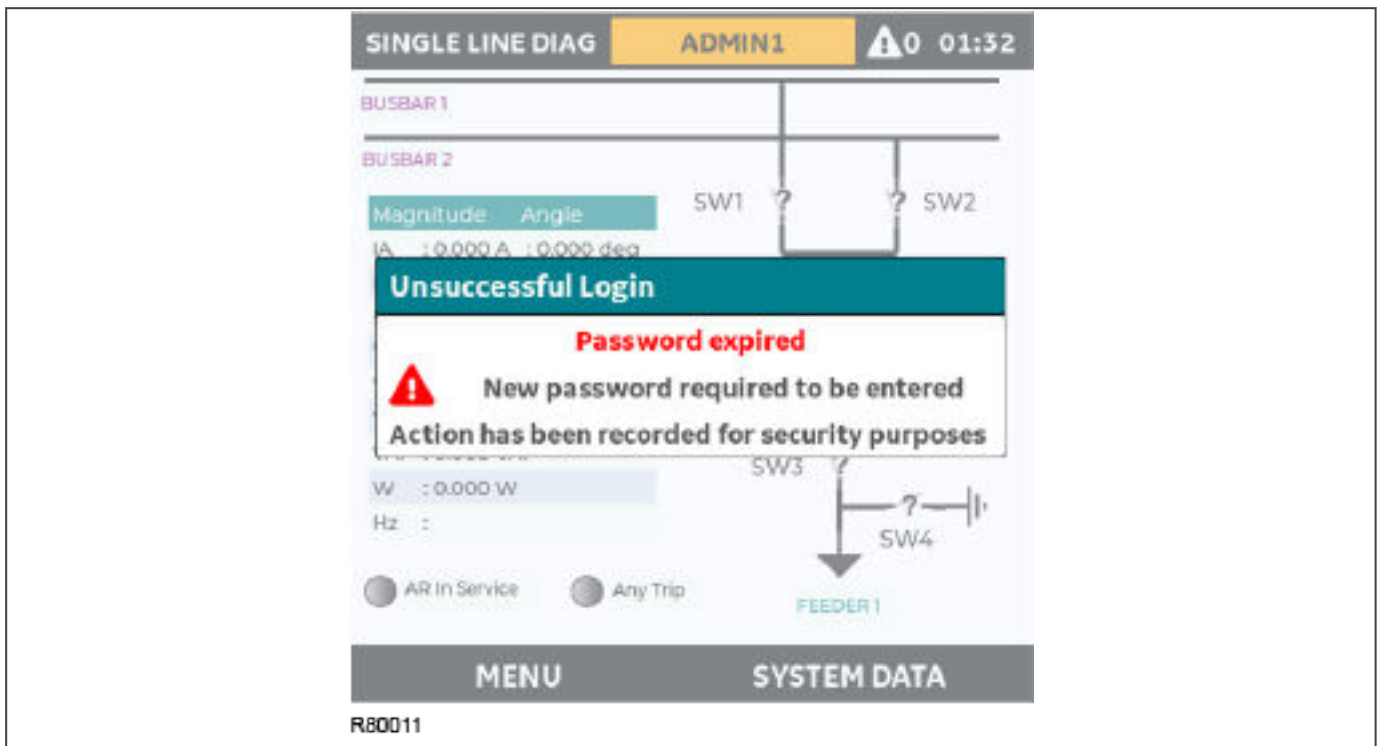 SINGLE LINE DIAG ADMIN1 0 01:32
BUSBAR 1
BUSBAR 2
SW1 ? ? SW2
Magnitude Angle
IA : 0.000 A : 0.000 deg
Unsuccessful Login
Password expired
New password required to be entered
Action has been recorded for security purposes
SW3 ?
W : 0.000 W
?
Hz :
SW4
AR In Service Any Trip
FEEDER 1
MENU SYSTEM DATA
R80011